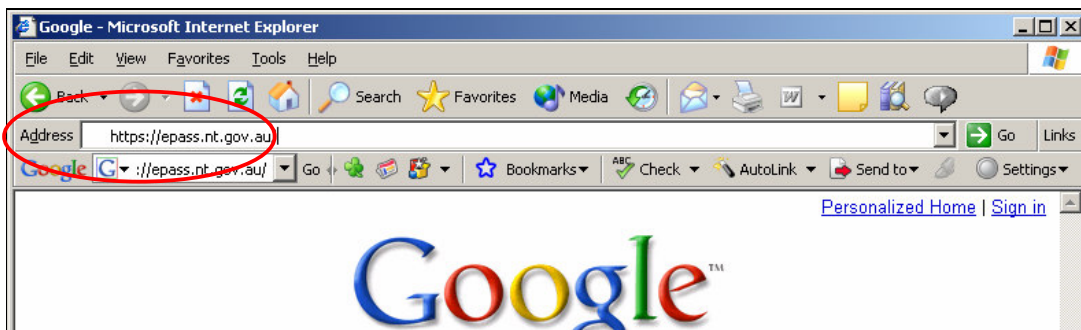 Google - Microsoft Internet Explorer
File Edit View Favorites Tools Help
Back Search Favorites Media W
Address https://epass.nt.gov.au Go Links
Google G ://epass.nt.gov.au/ Go Bookmarks ABC Check AutoLink Send to Settings
Personalized Home | Sign in
Google™